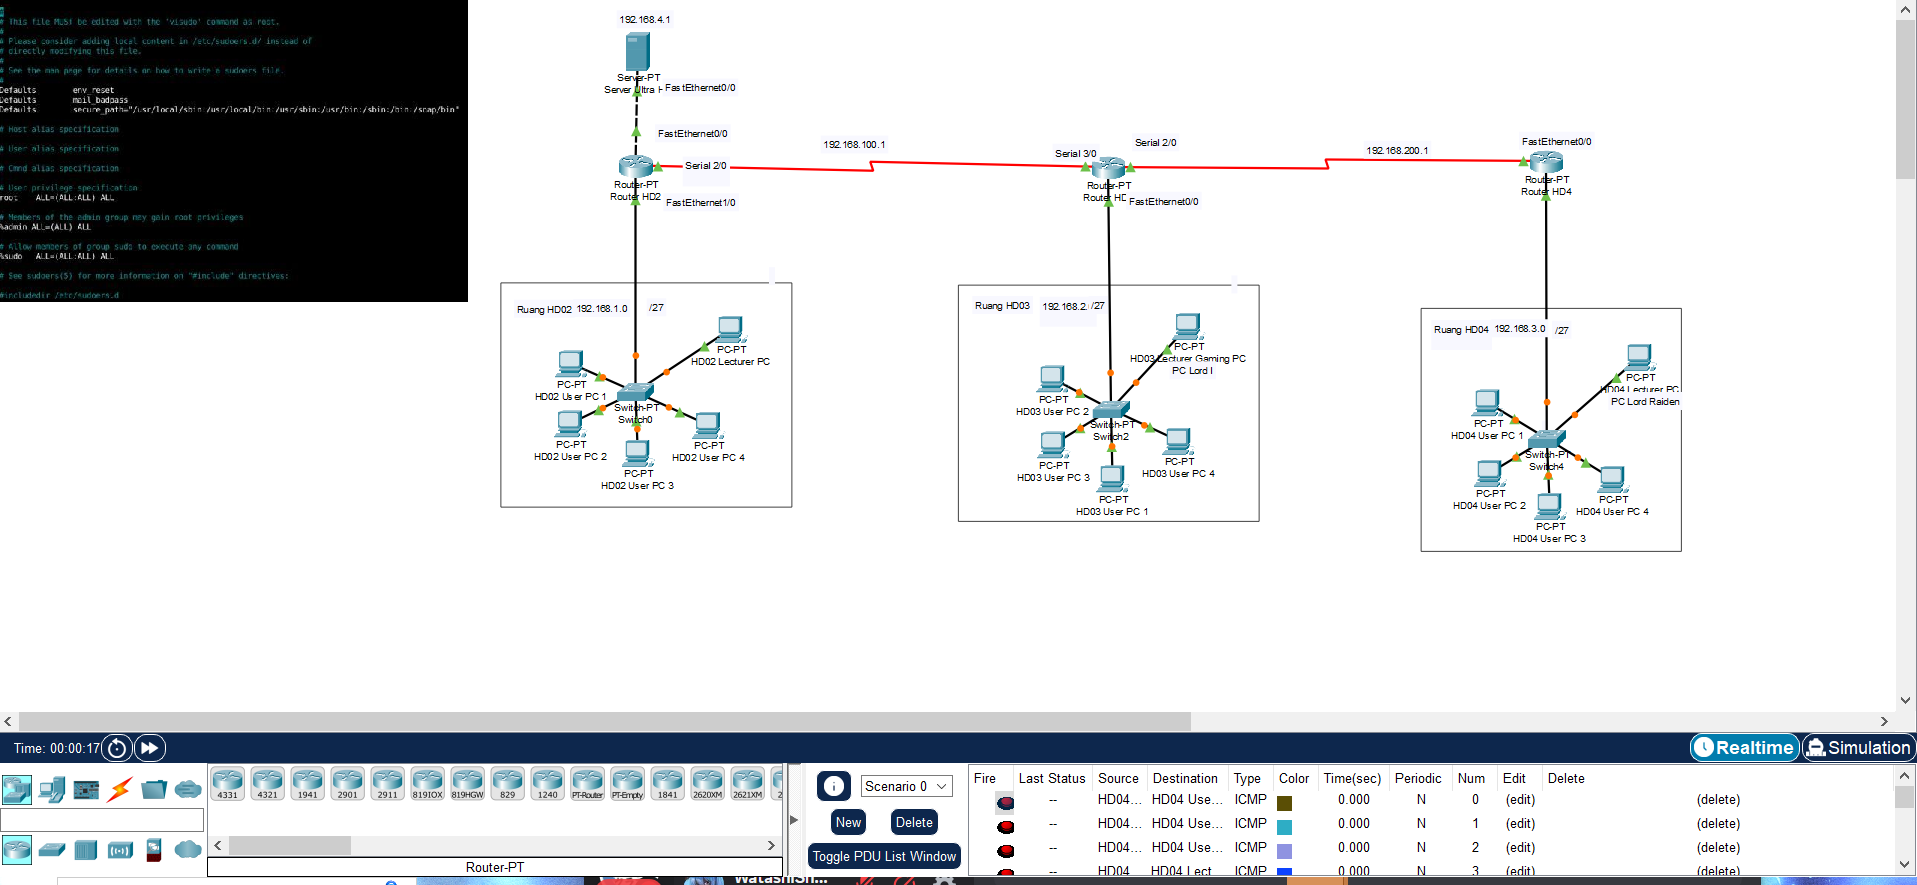 #
# This file MUST be edited with the 'visudo' command as root.
#
# Please consider adding local content in /etc/sudoers.d/ instead of
# directly modifying this file.
#
# See the man page for details on how to write a sudoers file.
#
Defaults env_reset
Defaults mail_badpass
Defaults secure_path="/usr/local/sbin:/usr/local/bin:/usr/sbin:/usr/bin:/sbin:/bin:/snap/bin"
# Host alias specification
# User alias specification
# Cmnd alias specification
# User privilege specification
root ALL=(ALL:ALL) ALL
# Members of the admin group may gain root privileges
%admin ALL=(ALL) ALL
# Allow members of group sudo to execute any command
%sudo ALL=(ALL:ALL) ALL
# See sudoers(5) for more information on "#include" directives:
#includedir /etc/sudoers.d
192.168.4.1
Server-PT
Server Ultra H
FastEthernet0/0
FastEthernet0/0
Serial 2/0
Router-PT
Router HD2
FastEthernet1/0
192.168.100.1
Serial 3/0
Serial 2/0
Router-PT
Router HD
FastEthernet0/0
192.168.200.1
FastEthernet0/0
Router-PT
Router HD4
Ruang HD02 192.168.1.0 /27
PC-PT
HD02 Lecturer PC
PC-PT
HD02 User PC 1
Switch-PT
Switch0
PC-PT
HD02 User PC 2
PC-PT
HD02 User PC 4
PC-PT
HD02 User PC 3
Ruang HD03 192.168.2. /27
PC-PT
HD03 Lecturer Gaming PC
PC Lord I
PC-PT
HD03 User PC 2
Switch-PT
Switch2
PC-PT
HD03 User PC 3
PC-PT
HD03 User PC 4
PC-PT
HD03 User PC 1
Ruang HD04 192.168.3.0 /27
PC-PT
HD04 Lecturer PC
PC Lord Raiden
PC-PT
HD04 User PC 1
Switch-PT
Switch4
PC-PT
HD04 User PC 2
PC-PT
HD04 User PC 4
PC-PT
HD04 User PC 3
Time: 00:00:17
Realtime
Simulation
4331 4321 1941 2901 2911 819IOX 819HGW 829 1240 PT-Router PT-Empty 1841 2620XM 2621XM 2
Router-PT
Scenario 0
New
Delete
Toggle PDU List Window
Fire Last Status Source Destination Type Color Time(sec) Periodic Num Edit Delete
-- HD04... HD04 Use... ICMP 0.000 N 0 (edit) (delete)
-- HD04... HD04 Use... ICMP 0.000 N 1 (edit) (delete)
-- HD04... HD04 Use... ICMP 0.000 N 2 (edit) (delete)
-- HD04... HD04 Lect... ICMP 0.000 N 3 (edit) (delete)